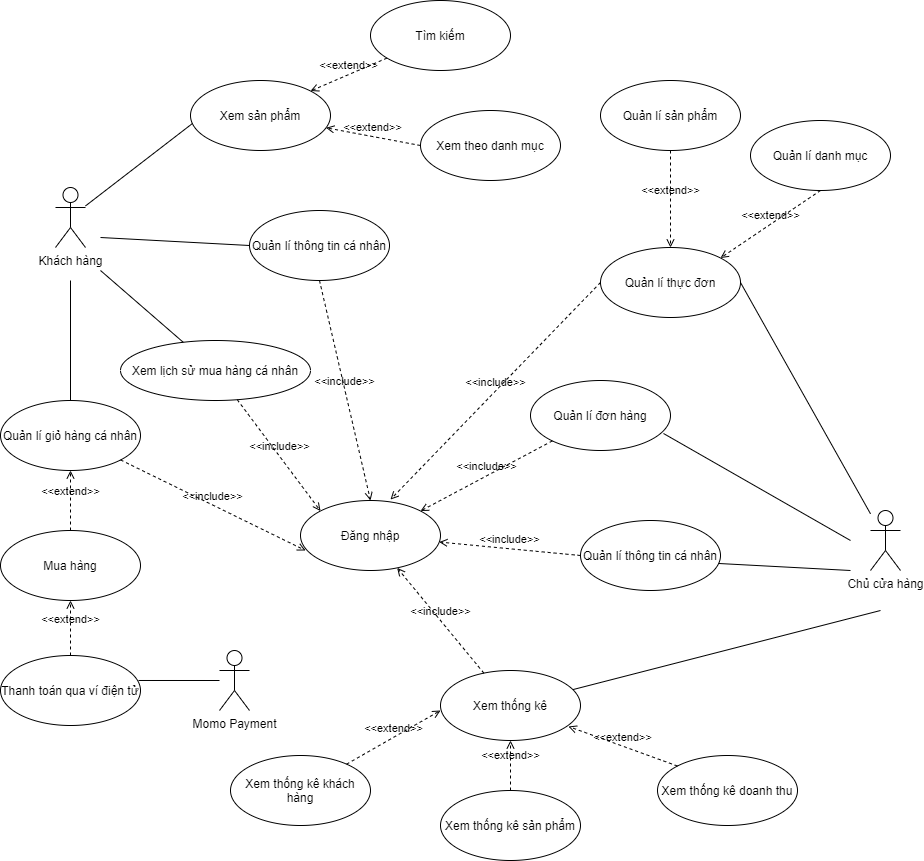 Tìm kiếm
<<extend>>
Xem sản phẩm
<<extend>>
Xem theo danh mục
Quản lí sản phẩm
Quản lí danh mục
<<extend>>
<<extend>>
Khách hàng
Quản lí thông tin cá nhân
Quản lí thực đơn
Xem lịch sử mua hàng cá nhân
<<include>>
<<include>>
Quản lí đơn hàng
Quản lí giỏ hàng cá nhân
<<include>>
<<include>>
<<extend>>
<<include>>
Đăng nhập
<<include>>
Quản lí thông tin cá nhân
Mua hàng
Chủ cửa hàng
<<extend>>
<<include>>
Thanh toán qua ví điện tử
Momo Payment
Xem thống kê
<<extend>>
<<extend>>
<<extend>>
Xem thống kê khách
hàng
Xem thống kê sản phẩm
Xem thống kê doanh thu